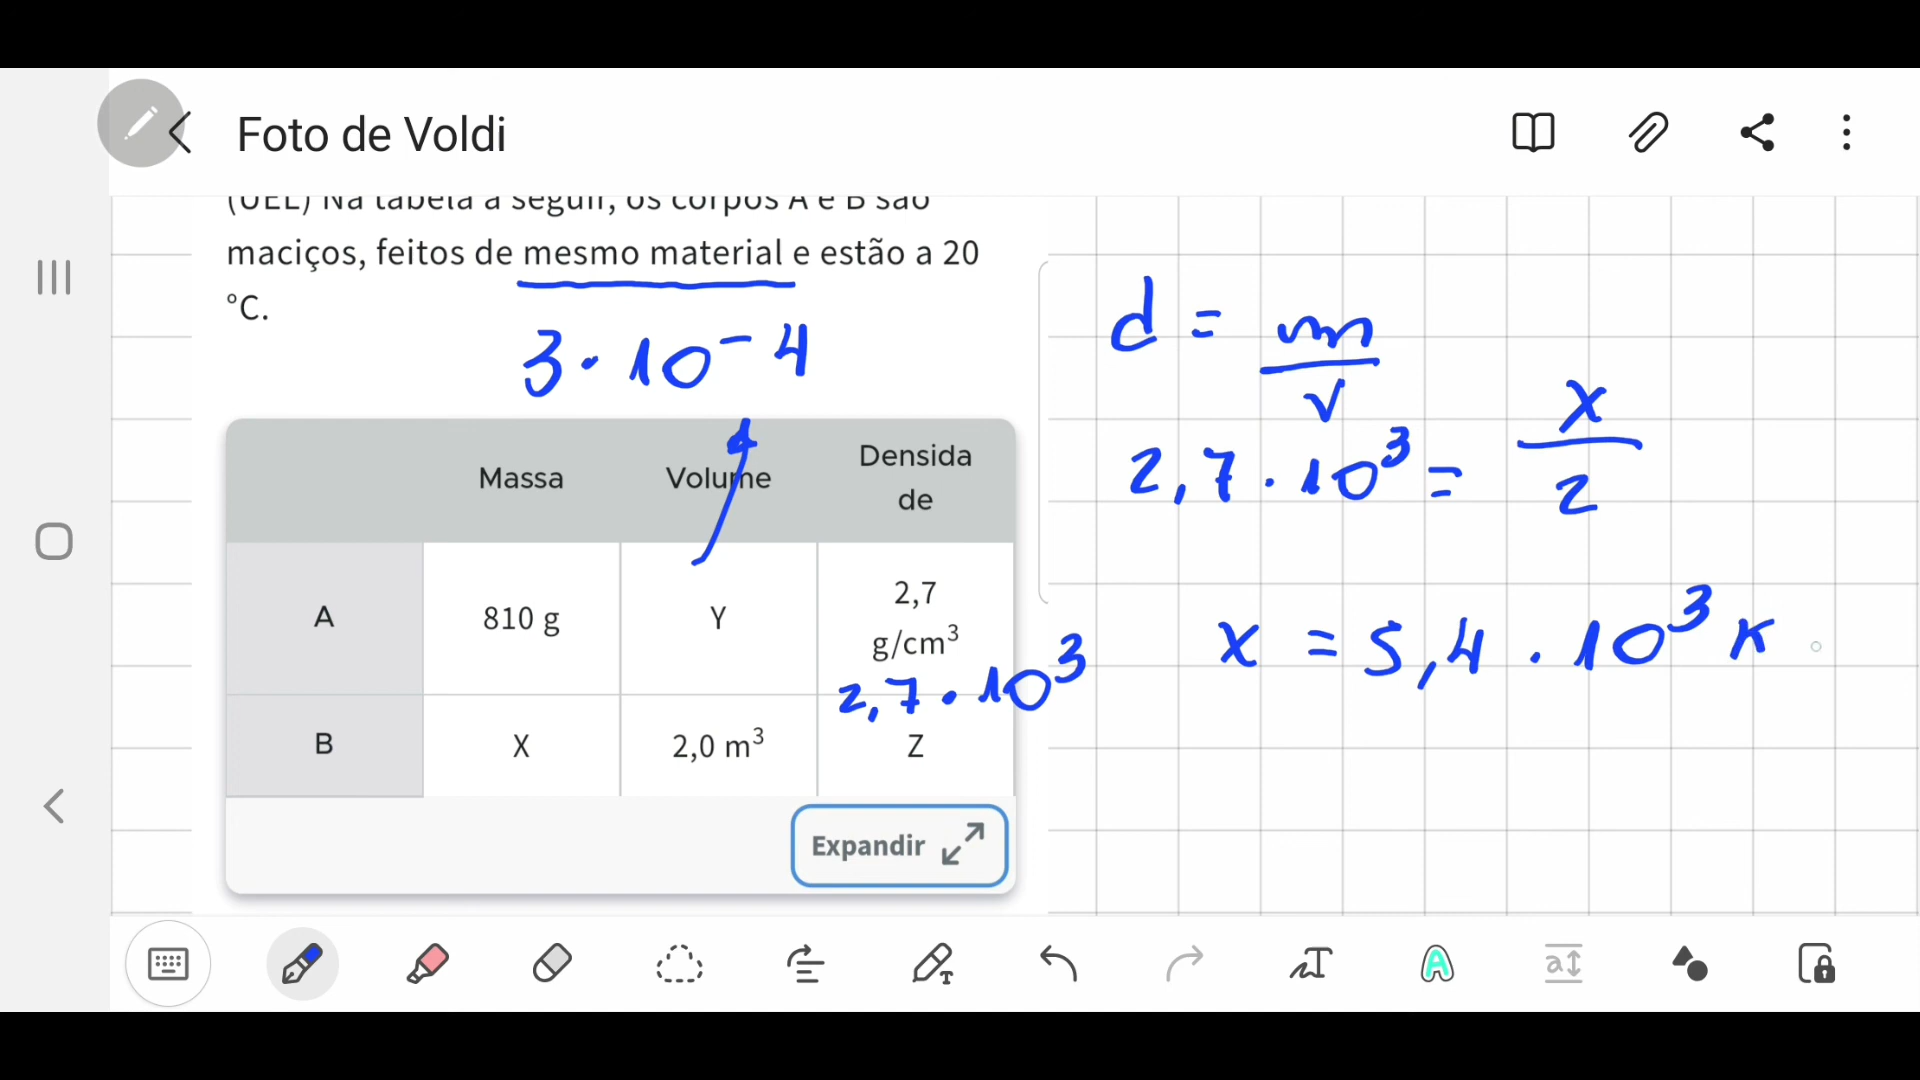 Foto de Voldi
(UEL) Na tabela a seguir, os corpos A e B são
maciços, feitos de mesmo material e estão a 20
°C.
3 · 10⁻⁴
Massa Volume Densida
de
A 810 g Y 2,7
g/cm³
2,7 · 10³
B X 2,0 m³ Z
Expandir
d = m/v
2,7 · 10³ = x/2
x = 5,4 · 10³ K